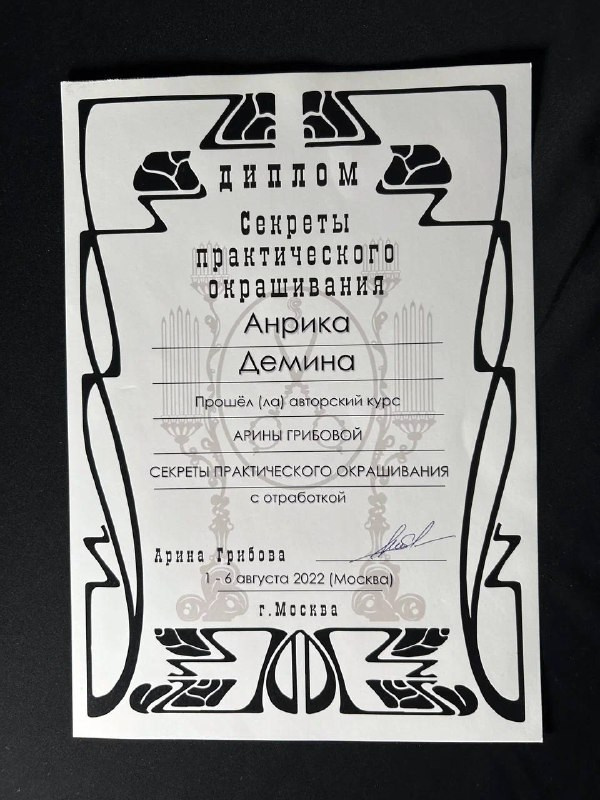 ДИПЛОМ
Секреты
практического
окрашивания
Анрика
Демина
Прошёл (ла) авторский курс
АРИНЫ ГРИБОВОЙ
СЕКРЕТЫ ПРАКТИЧЕСКОГО ОКРАШИВАНИЯ
с отработкой
Арина Грибова
1 - 6 августа 2022 (Москва)
г.Москва